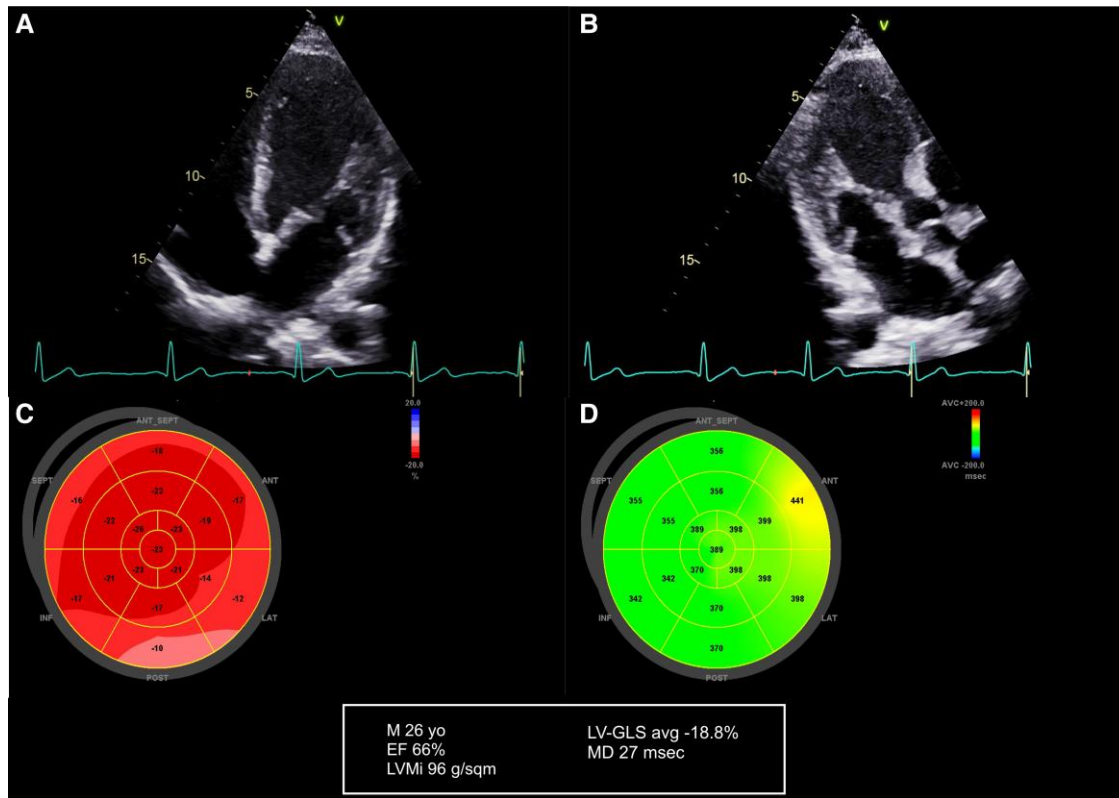 A
B
V
V
5
10
15
5
10
15
C
D
20.0
-20.0
%
AVC+200.0
AVC -200.0
msec
ANT_SEPT
SEPT
ANT
INF
LAT
POST
-18
-16
-17
-23
-22
-19
-26
-23
-23
-23
-21
-21
-14
-17
-12
-17
-10
ANT_SEPT
SEPT
ANT
INF
LAT
POST
356
355
441
356
355
399
389
398
389
370
398
342
398
342
398
370
370
M 26 yo
EF 66%
LVMi 96 g/sqm
LV-GLS avg -18.8%
MD 27 msec